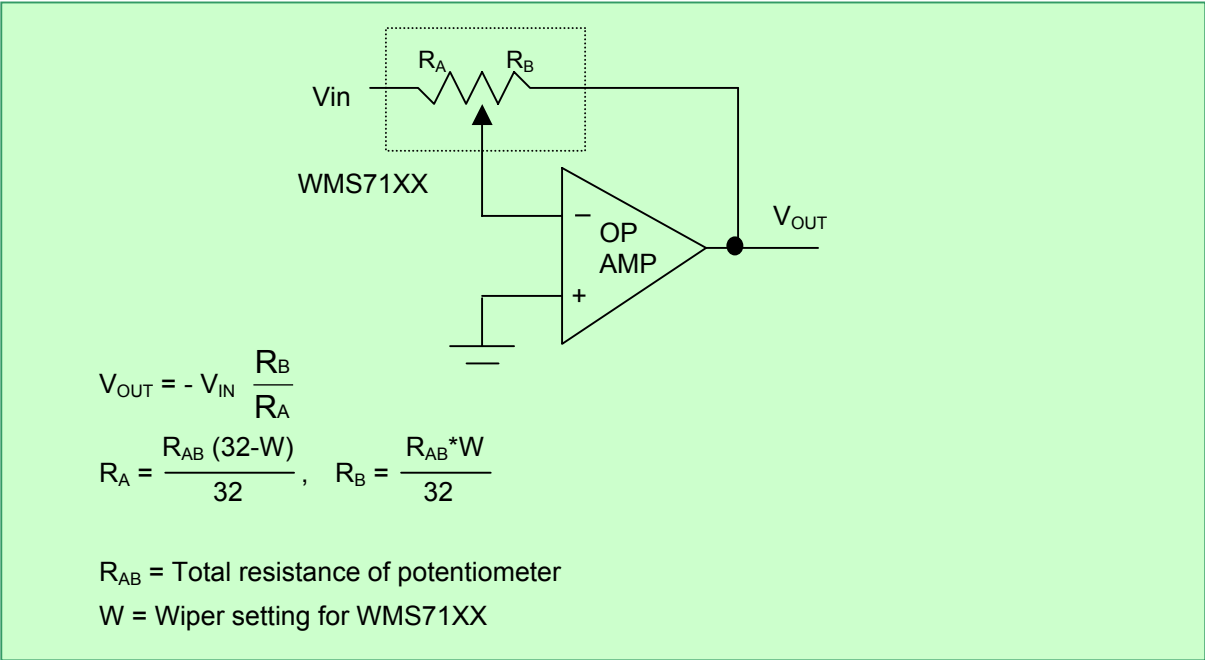 R_A R_B
Vin
WMS71XX
−
OP
AMP
+
V_OUT
V_OUT = - V_IN R_B / R_A
R_A = R_AB (32-W) / 32 , R_B = R_AB*W / 32
R_AB = Total resistance of potentiometer
W = Wiper setting for WMS71XX